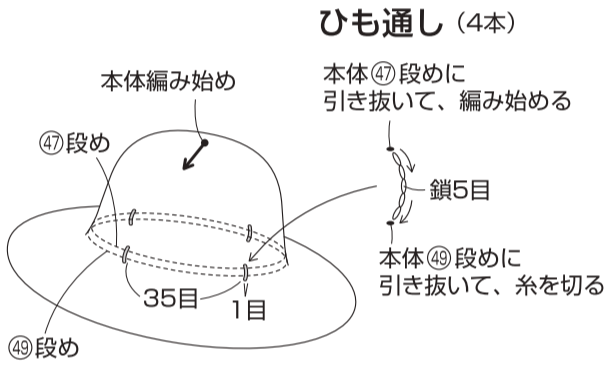 ひも通し（4本）
本体㊼段めに
引き抜いて、編み始める
本体編み始め
㊼段め
鎖5目
本体㊾段めに
引き抜いて、糸を切る
35目
1目
㊾段め